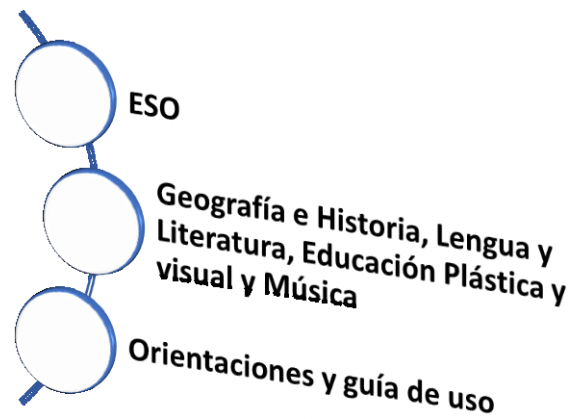 ESO
Geografía e Historia, Lengua y
Literatura, Educación Plástica y
visual y Música
Orientaciones y guía de uso